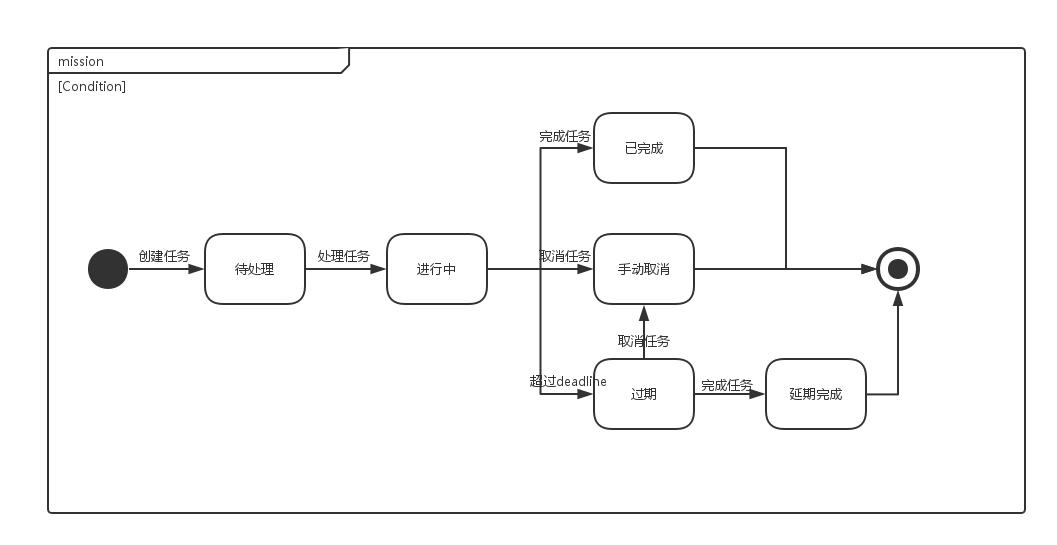 mission
[Condition]
完成任务
已完成
创建任务
待处理
处理任务
进行中
取消任务
手动取消
取消任务
超过deadline
过期
完成任务
延期完成